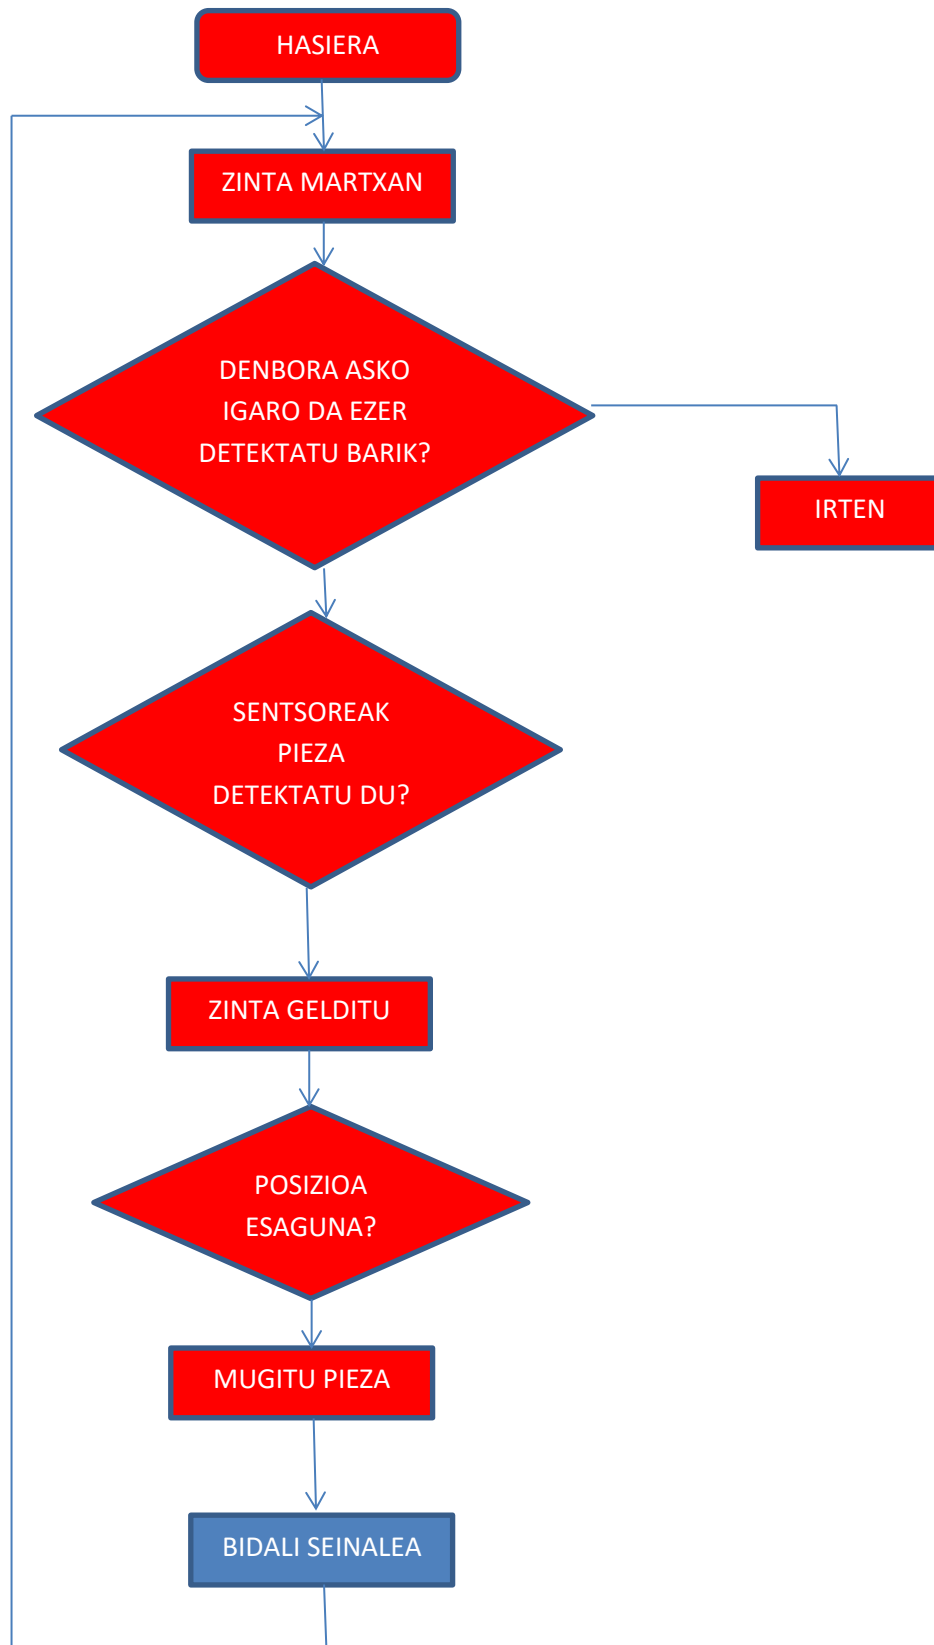 HASIERA
ZINTA MARTXAN
DENBORA ASKO
IGARO DA EZER
DETEKTATU BARIK?
IRTEN
SENTSOREAK
PIEZA
DETEKTATU DU?
ZINTA GELDITU
POSIZIOA
ESAGUNA?
MUGITU PIEZA
BIDALI SEINALEA